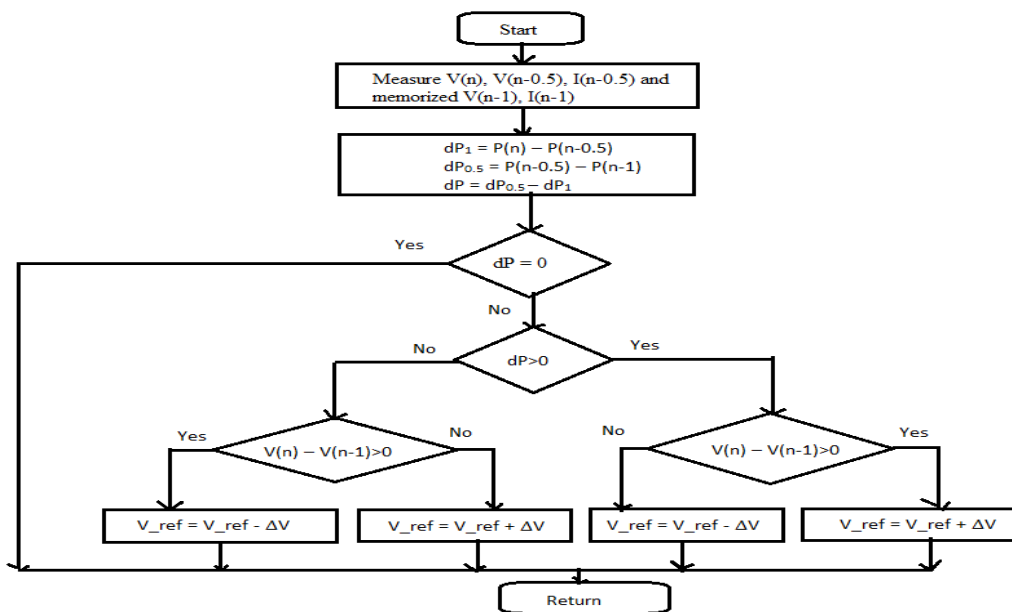 Start
Measure V(n), V(n-0.5), I(n-0.5) and
memorized V(n-1), I(n-1)
dP₁ = P(n) – P(n-0.5)
dP₀.₅ = P(n-0.5) – P(n-1)
dP = dP₀.₅ – dP₁
Yes
dP = 0
No
No
dP>0
Yes
Yes
V(n) – V(n-1)>0
No
No
V(n) – V(n-1)>0
Yes
V_ref = V_ref - ΔV
V_ref = V_ref + ΔV
V_ref = V_ref - ΔV
V_ref = V_ref + ΔV
Return